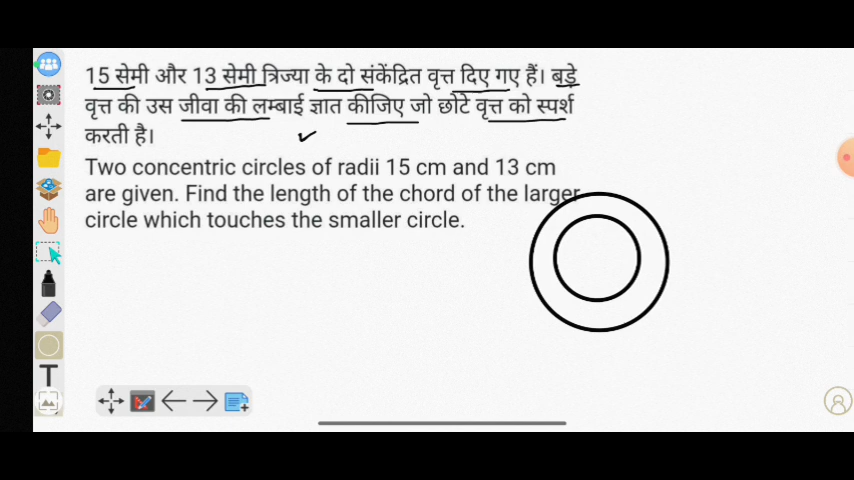 15 सेमी और 13 सेमी त्रिज्या के दो संकेंद्रित वृत्त दिए गए हैं। बड़े
वृत्त की उस जीवा की लम्बाई ज्ञात कीजिए जो छोटे वृत्त को स्पर्श
करती है।
Two concentric circles of radii 15 cm and 13 cm
are given. Find the length of the chord of the larger
circle which touches the smaller circle.
T